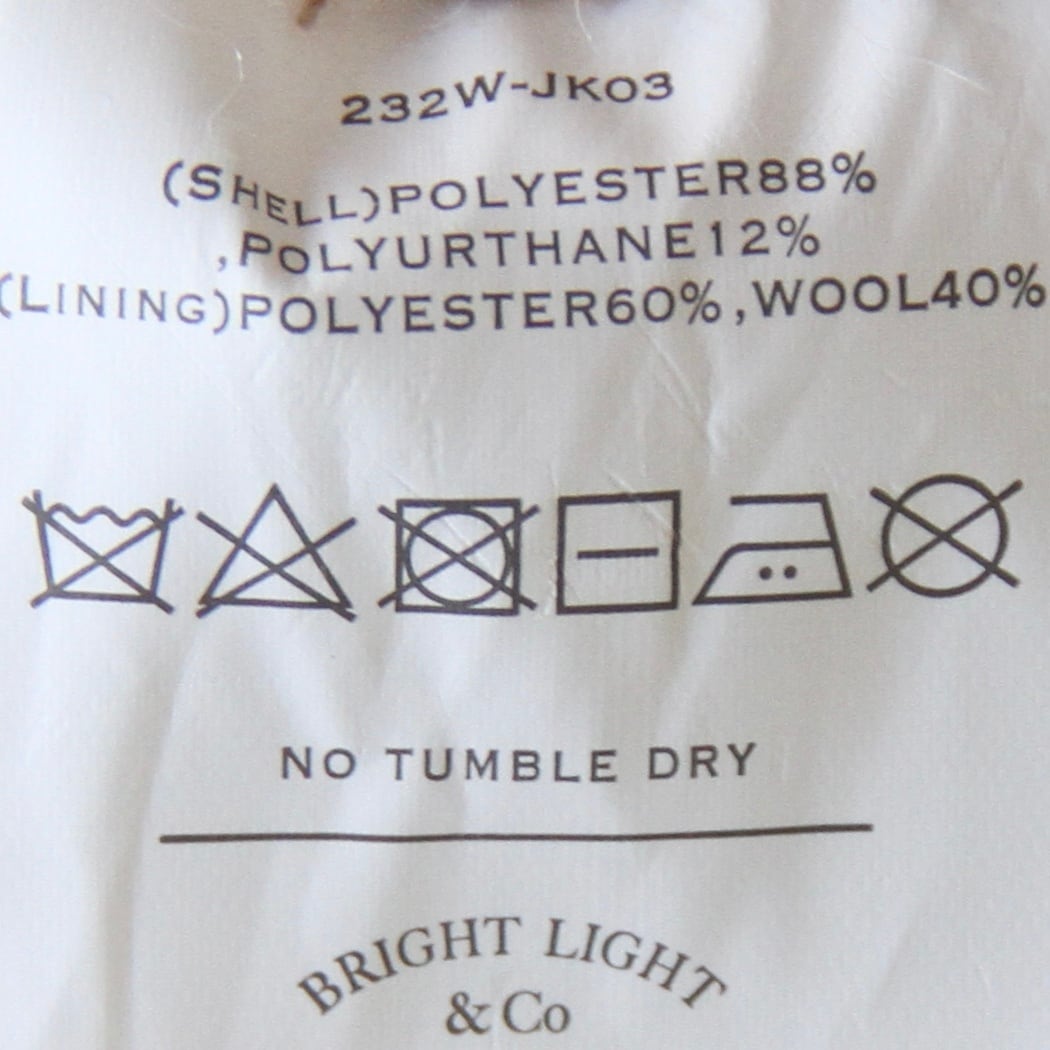 232W-JK03
(SHELL)POLYESTER88%
,POLYURTHANE12%
(LINING)POLYESTER60%,WOOL40%
NO TUMBLE DRY
BRIGHT LIGHT
& Co